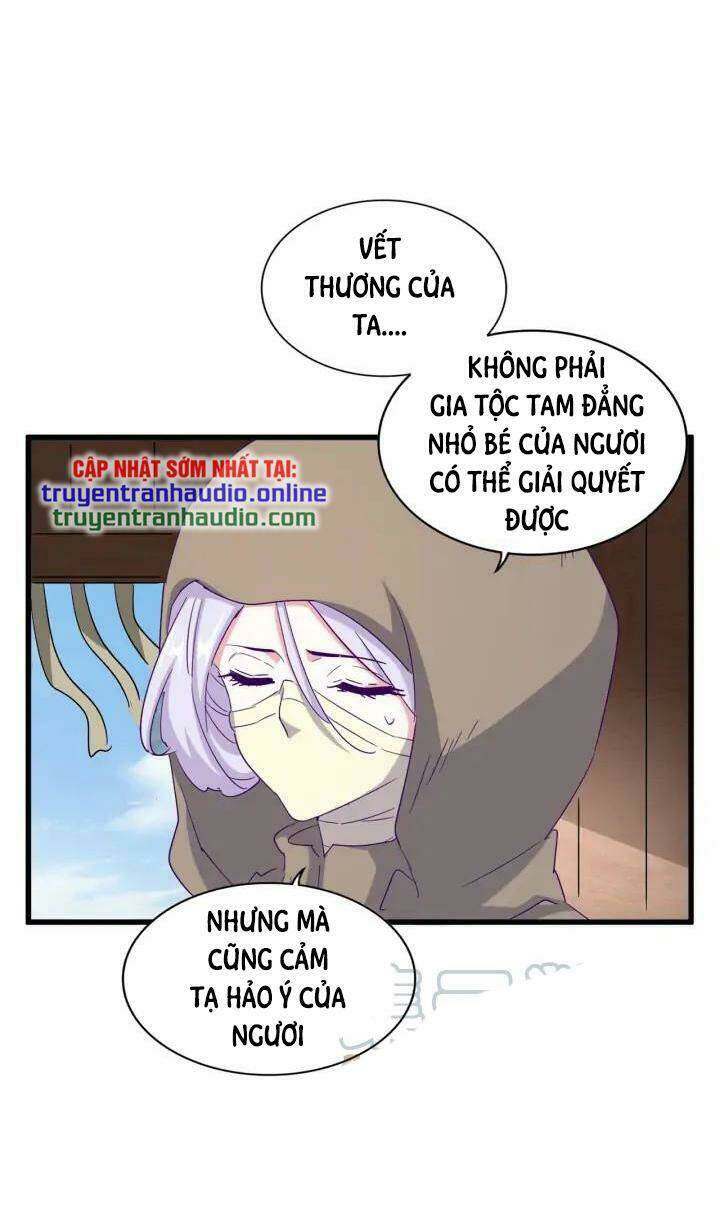 VẾT
THƯƠNG CỦA
TA....
KHÔNG PHẢI
GIA TỘC TAM ĐẲNG
NHỎ BÉ CỦA NGƯƠI
CÓ THỂ GIẢI QUYẾT
ĐƯỢC
CẬP NHẬT SỚM NHẤT TẠI:
truyentranhaudio.online
truyentranhaudio.com
NHƯNG MÀ
CŨNG CẢM
TẠ HẢO Ý CỦA
NGƯƠI